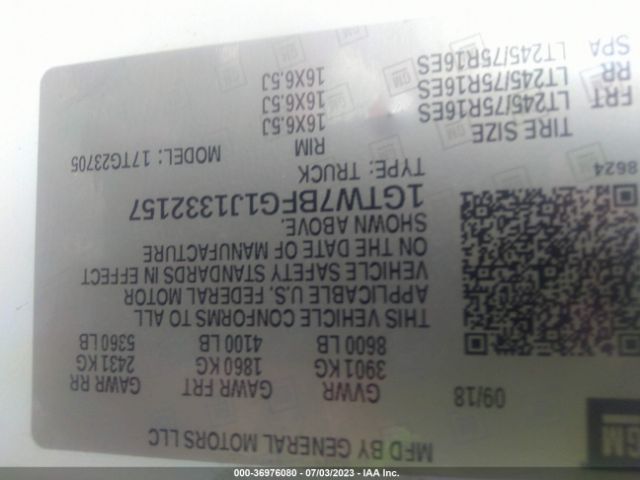 GM
MFD BY GENERAL MOTORS LLC
09/18
GVWR GAWR FRT GAWR RR
3901 KG 1860 KG 2431 KG
8600 LB 4100 LB 5360 LB
THIS VEHICLE CONFORMS TO ALL
APPLICABLE U.S. FEDERAL MOTOR
VEHICLE SAFETY STANDARDS IN EFFECT
ON THE DATE OF MANUFACTURE
SHOWN ABOVE.
1GTW7BFG1J1332157
TYPE: TRUCK MODEL: 17TG23705
8624
TIRE SIZE RIM
FRT LT245/75R16ES 16X6.5J
RR LT245/75R16ES 16X6.5J
SPA LT245/75R16ES 16X6.5J
000-36976080 - 07/03/2023 - IAA Inc.